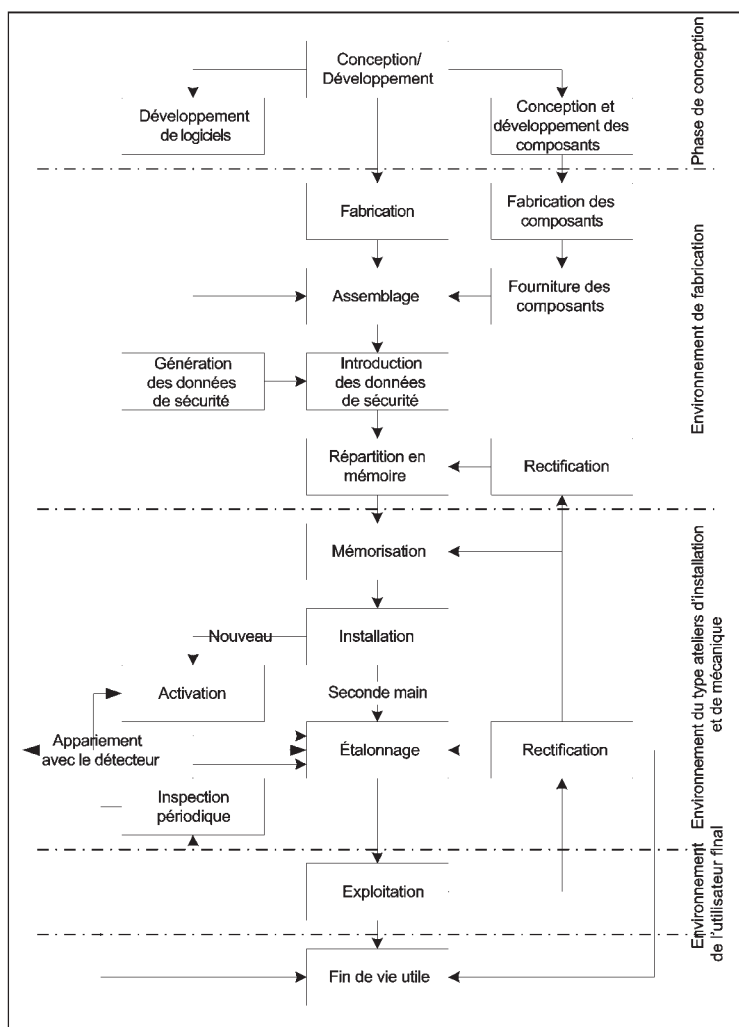 Conception/
Développement
Développement
de logiciels
Conception et
développement des
composants
Phase de conception
Fabrication
Fabrication des
composants
Assemblage
Fourniture des
composants
Génération
des données
de sécurité
Introduction
des données
de sécurité
Répartition en
mémoire
Rectification
Environnement de fabrication
Mémorisation
Nouveau
Installation
Activation
Seconde main
Appariement
avec le détecteur
Étalonnage
Rectification
Inspection
périodique
Environnement du type ateliers d'installation
et de mécanique
Exploitation
Environnement
de l'utilisateur final
Fin de vie utile